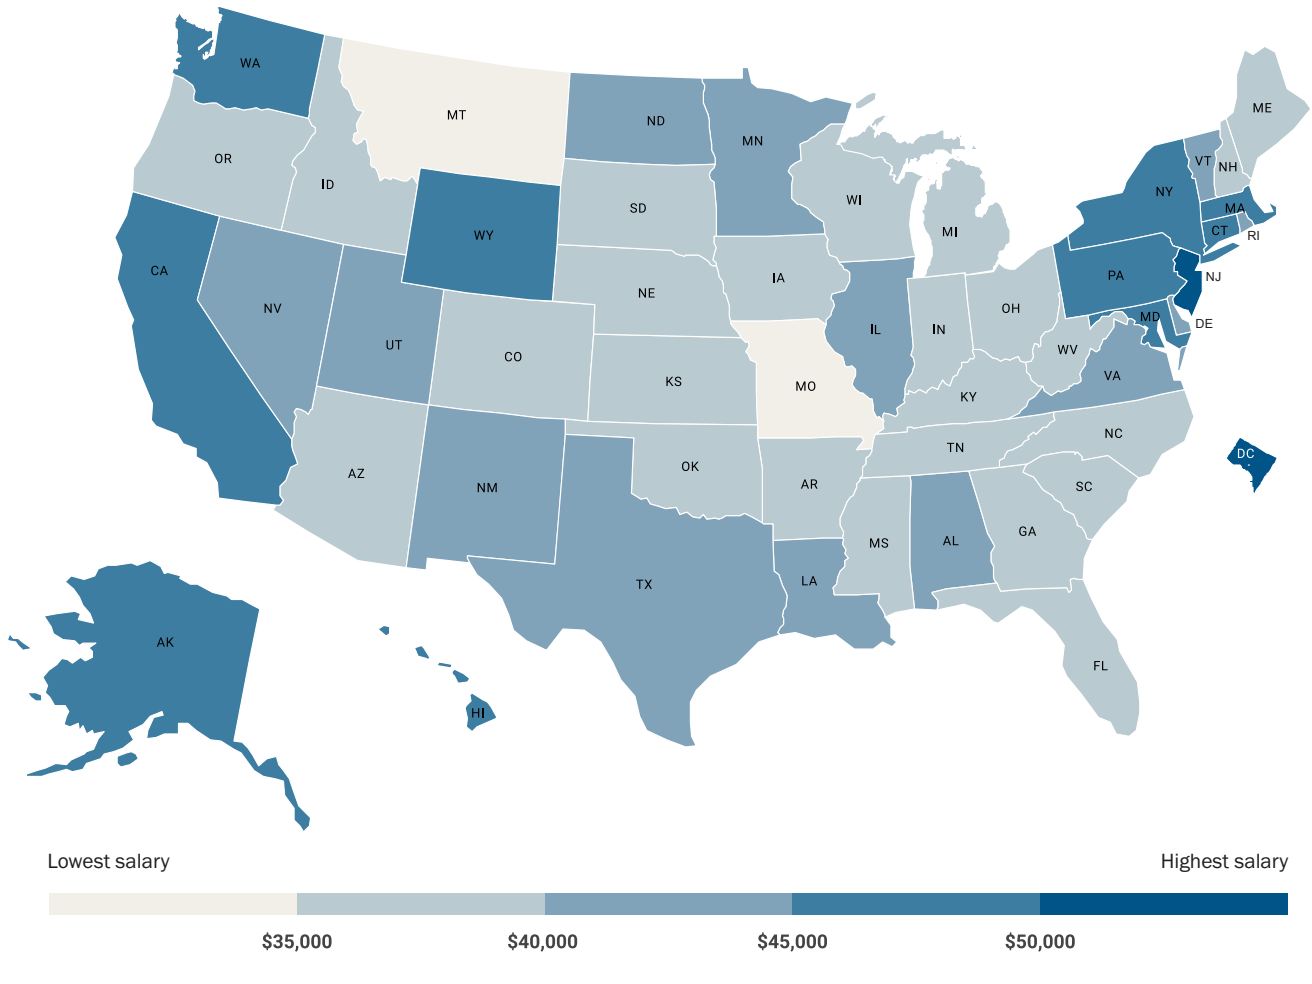 WA
MT
ND
MN
ME
OR
ID
SD
WI
MI
VT
NH
NY
MA
CT
RI
WY
CA
NV
UT
CO
NE
IA
IL
IN
OH
PA
NJ
MD
DE
WV
VA
KS
MO
KY
NC
TN
SC
DC
AZ
NM
OK
AR
MS
AL
GA
TX
LA
FL
AK
HI
Lowest salary
Highest salary
$35,000
$40,000
$45,000
$50,000